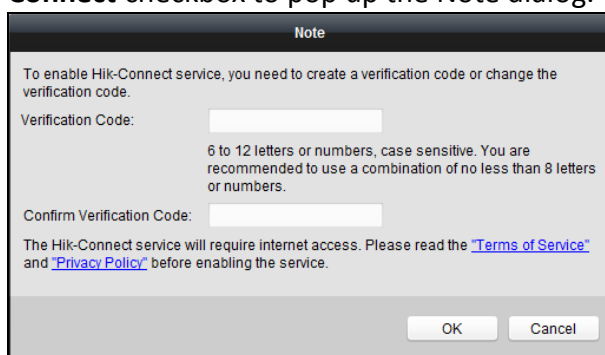 Connect checkbox to pop up the Note dialog.
Note
To enable Hik-Connect service, you need to create a verification code or change the
verification code.
Verification Code:
6 to 12 letters or numbers, case sensitive. You are
recommended to use a combination of no less than 8 letters
or numbers.
Confirm Verification Code:
The Hik-Connect service will require internet access. Please read the "Terms of Service"
and "Privacy Policy" before enabling the service.
OK Cancel